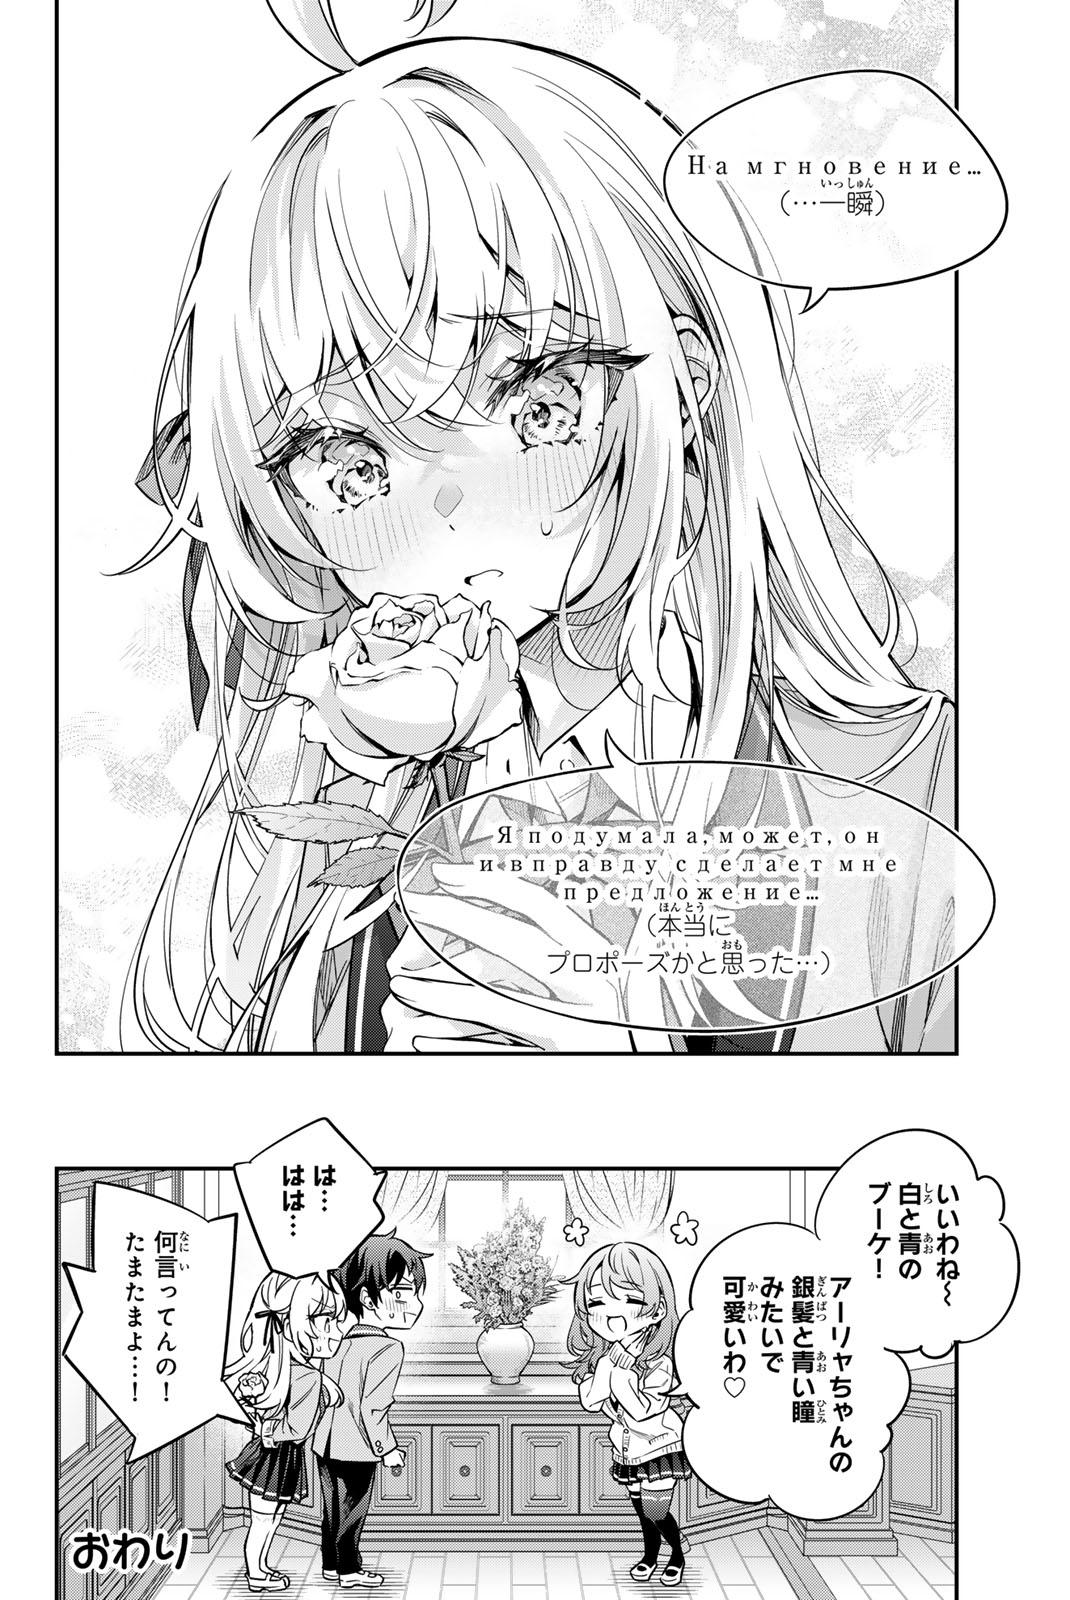 На мгновение…
(…一瞬)
Я подумала, может, он
и вправду сделает мне
предложение…
(本当に
プロポーズかと思った…)
いいわね~
白と青の
ブーケ!
アーリャちゃんの
銀髪と青い瞳
みたいで
可愛いわ♡
は…
はは…
何言ってんの!
たまたまよ…!
おわり